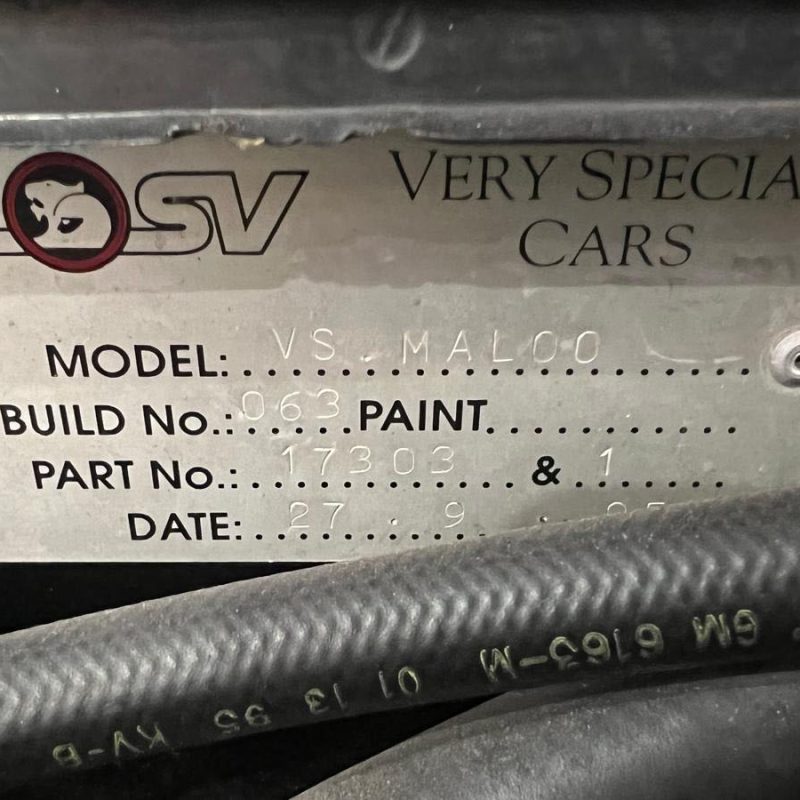 SV VERY SPECIA
CARS
MODEL: VS. MALOO
BUILD No.: 063 PAINT
PART No.: 17303 & 1
DATE: 27 . 9 .
GM 6163-M 01 13 95 KV-B